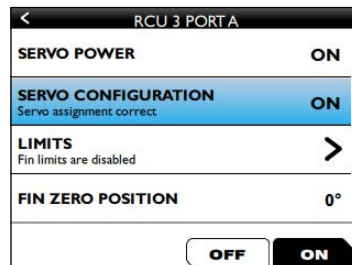 < RCU 3 PORT A
SERVO POWER ON
SERVO CONFIGURATION ON
Servo assignment correct
LIMITS >
Fin limits are disabled
FIN ZERO POSITION 0°
OFF ON